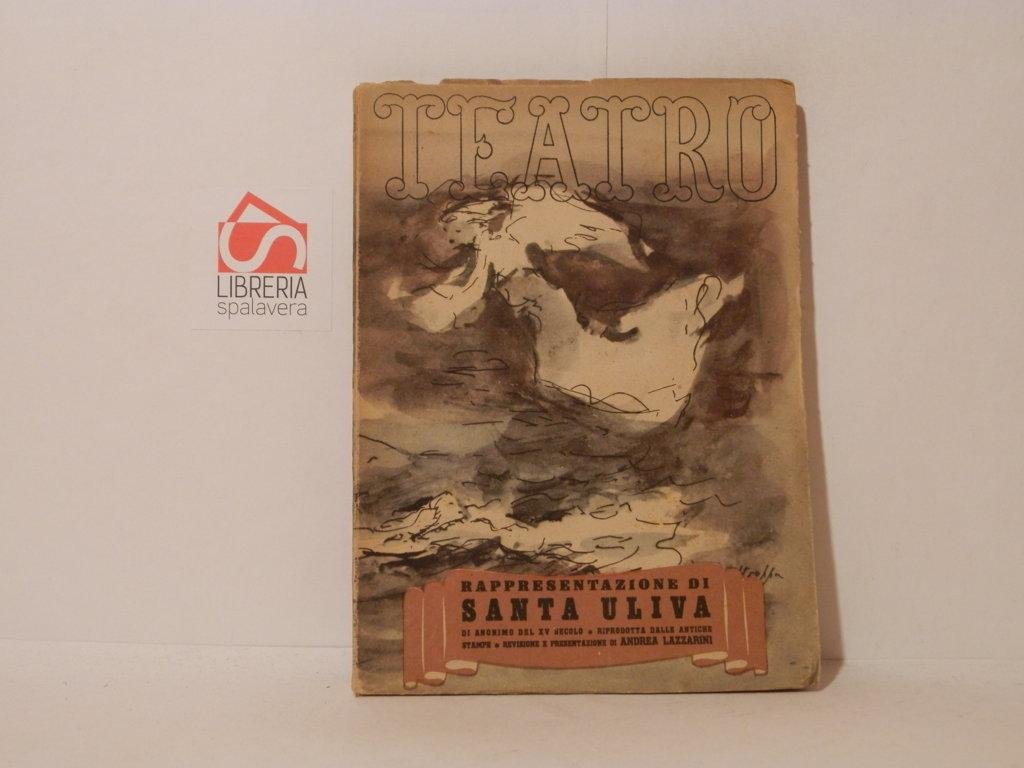 TEATRO
LIBRERIA
spalavera
RAPPRESENTAZIONE DI
SANTA ULIVA
DI ANONIMO DEL XV SECOLO • RIPRODOTTA DALLE ANTICHE
STAMPE • REVISIONE E PRESENTAZIONE DI ANDREA LAZZARINI